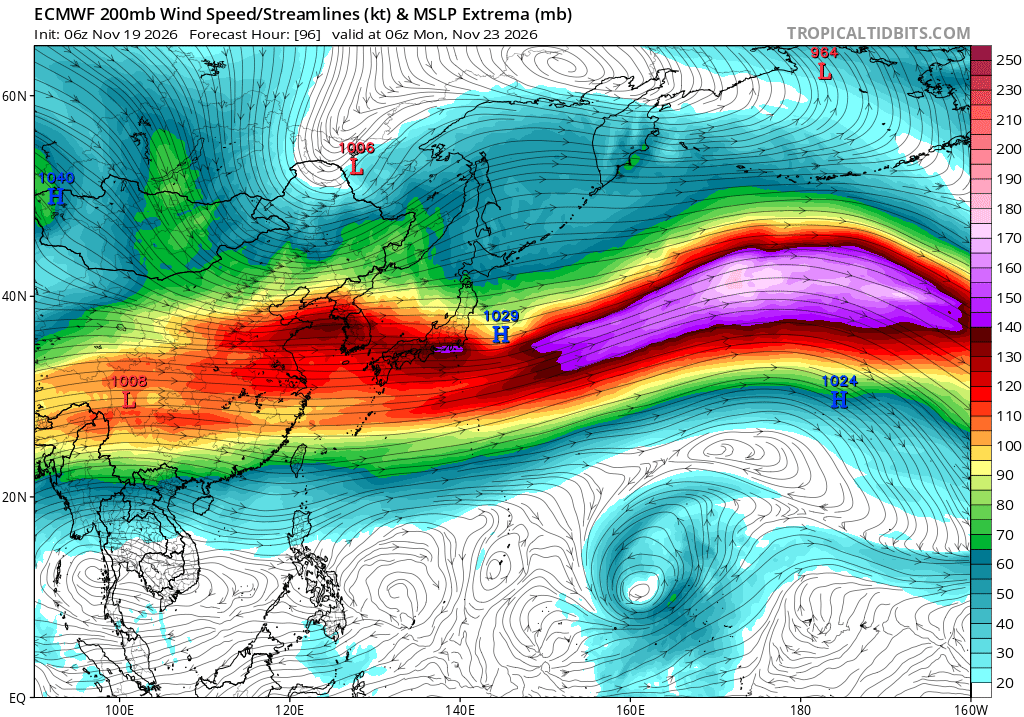 ECMWF 200mb Wind Speed/Streamlines (kt) & MSLP Extrema (mb)
Init: 06z Nov 19 2026   Forecast Hour: [96]   valid at 06z Mon, Nov 23 2026
TROPICALTIDBITS.COM
964
L
250
60N
230
210
1006
L
200
1040
H
190
180
170
160
40N
150
1029
H
140
130
120
1008
L
1024
H
110
100
90
20N
80
70
60
50
40
30
20
EQ
100E
120E
140E
160E
180
160W